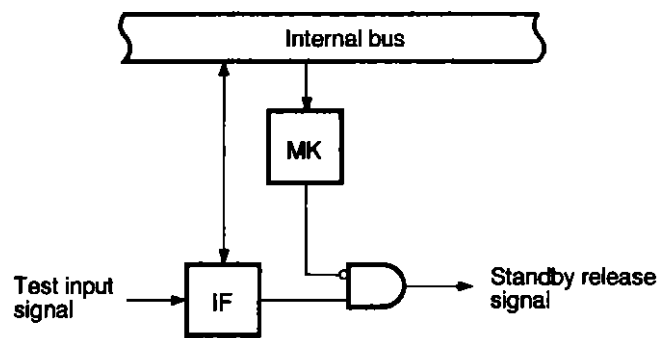 Internal bus
MK
Test input
signal
IF
Standby release
signal